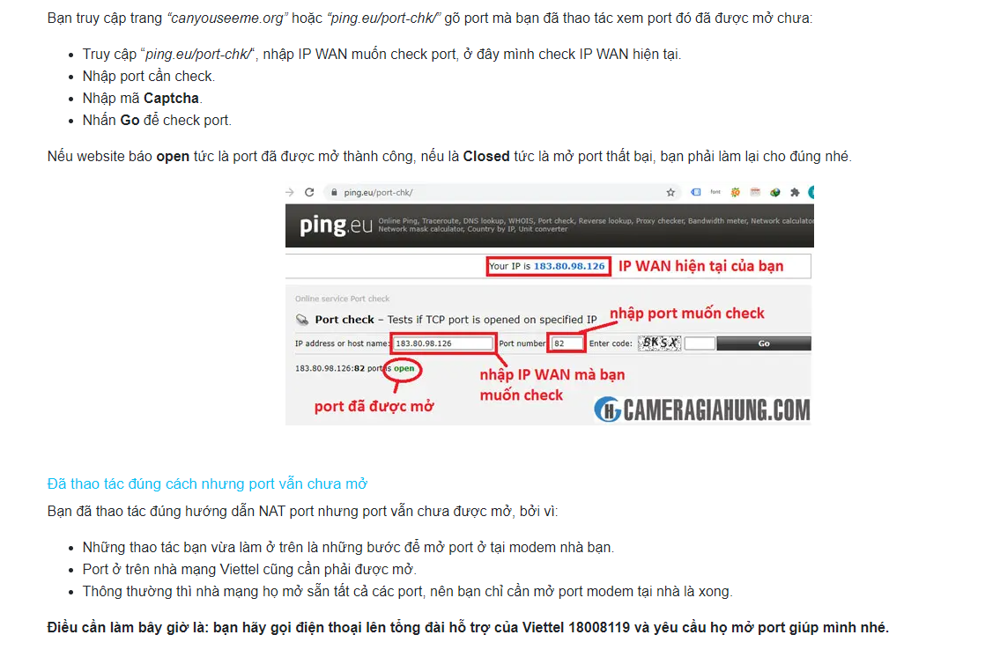 Bạn truy cập trang “canyouseeme.org” hoặc “ping.eu/port-chk/” gõ port mà bạn đã thao tác xem port đó đã được mở chưa:
Truy cập “ping.eu/port-chk/“, nhập IP WAN muốn check port, ở đây mình check IP WAN hiện tại.
Nhập port cần check.
Nhập mã Captcha.
Nhấn Go để check port.
Nếu website báo open tức là port đã được mở thành công, nếu là Closed tức là mở port thất bại, bạn phải làm lại cho đúng nhé.
ping.eu/port-chk/
font
ping.eu
Online Ping, Traceroute, DNS lookup, WHOIS, Port check, Reverse lookup, Proxy checker, Bandwidth meter, Network calculator
Network mask calculator, Country by IP, Unit converter
Your IP is 183.80.98.126 IP WAN hiện tại của bạn
Online service Port check
Port check – Tests if TCP port is opened on specified IP
nhập port muốn check
IP address or host name: 183.80.98.126 Port number 82 Enter code: BKSX Go
183.80.98.126:82 port is open
nhập IP WAN mà bạn
muốn check
port đã được mở
H CAMERAGIAHUNG.COM
Đã thao tác đúng cách nhưng port vẫn chưa mở
Bạn đã thao tác đúng hướng dẫn NAT port nhưng port vẫn chưa được mở, bởi vì:
Những thao tác bạn vừa làm ở trên là những bước để mở port ở tại modem nhà bạn.
Port ở trên nhà mạng Viettel cũng cần phải được mở.
Thông thường thì nhà mạng họ mở sẵn tất cả các port, nên bạn chỉ cần mở port modem tại nhà là xong.
Điều cần làm bây giờ là: bạn hãy gọi điện thoại lên tổng đài hỗ trợ của Viettel 18008119 và yêu cầu họ mở port giúp mình nhé.